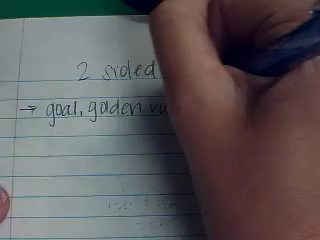 2 sided
→ goal, golden